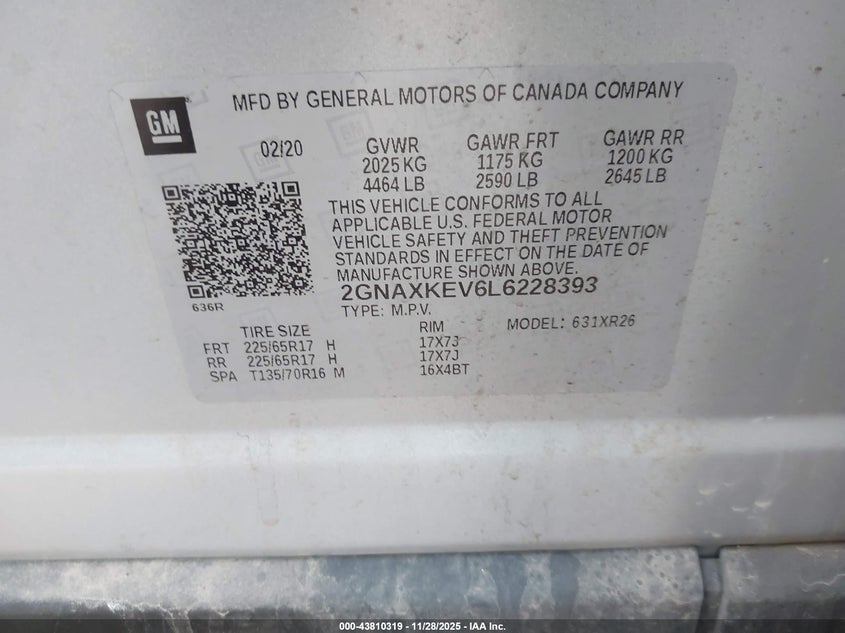 GM
MFD BY GENERAL MOTORS OF CANADA COMPANY
02/20
GVWR
2025 KG
4464 LB
GAWR FRT
1175 KG
2590 LB
GAWR RR
1200 KG
2645 LB
THIS VEHICLE CONFORMS TO ALL
APPLICABLE U.S. FEDERAL MOTOR
VEHICLE SAFETY AND THEFT PREVENTION
STANDARDS IN EFFECT ON THE DATE OF
MANUFACTURE SHOWN ABOVE.
2GNAXKEV6L6228393
636R
TYPE: M.P.V.
MODEL: 631XR26
TIRE SIZE RIM
FRT 225/65R17 H 17X7J
RR 225/65R17 H 17X7J
SPA T135/70R16 M 16X4BT
000-43810319 - 11/28/2025 - IAA Inc.